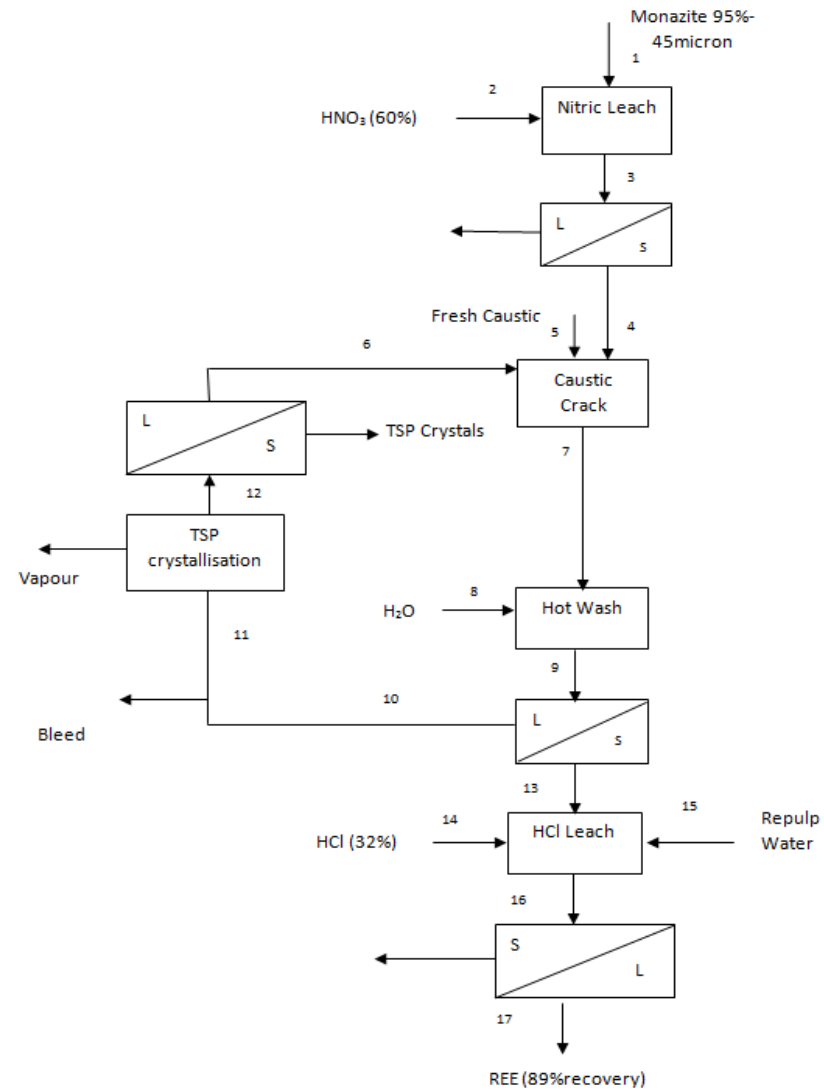 Monazite 95%-
45micron
1
2
HNO₃ (60%)
Nitric Leach
3
L
S
Fresh Caustic
5
4
6
Caustic
Crack
L
S
TSP Crystals
7
12
TSP
crystallisation
Vapour
8
H₂O
Hot Wash
11
9
10
L
S
Bleed
13
14
15
HCl (32%)
HCl Leach
Repulp
Water
16
S
L
17
REE (89%recovery)